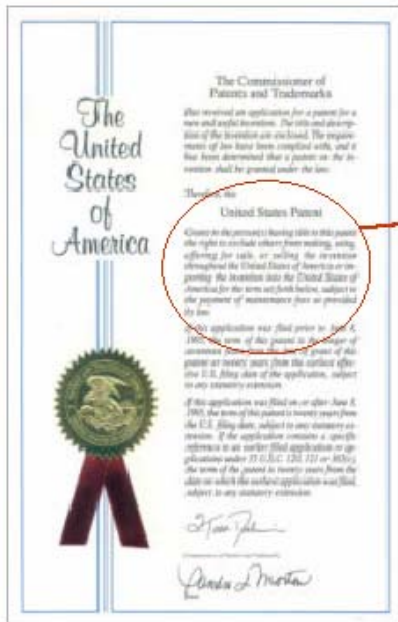 The
United
States
of
America
The Commissioner of
Patents and Trademarks
Has received an application for a patent for a
new and useful invention. The title and descrip-
tion of the invention are enclosed. The require-
ments of law have been complied with, and it
has been determined that a patent on the in-
vention shall be granted under the law.
Therefore, this
United States Patent
Grants to the person(s) having title to this patent
the right to exclude others from making, using,
offering for sale, or selling the invention
throughout the United States of America or im-
porting the invention into the United States of
America for the term set forth below, subject to
the payment of maintenance fees as provided
by law.
If this application was filed prior to June 8,
1995, the term of this patent is the longer of
seventeen years from the date of grant of this
patent or twenty years from the earliest effec-
tive U.S. filing date of the application, subject
to any statutory extension.
If this application was filed on or after June 8,
1995, the term of this patent is twenty years from
the U.S. filing date, subject to any statutory ex-
tension. If the application contains a specific
reference to an earlier filed application or ap-
plications under 35 U.S.C. 120, 121 or 365(c),
the term of the patent is twenty years from the
date on which the earliest application was filed,
subject to any statutory extension.